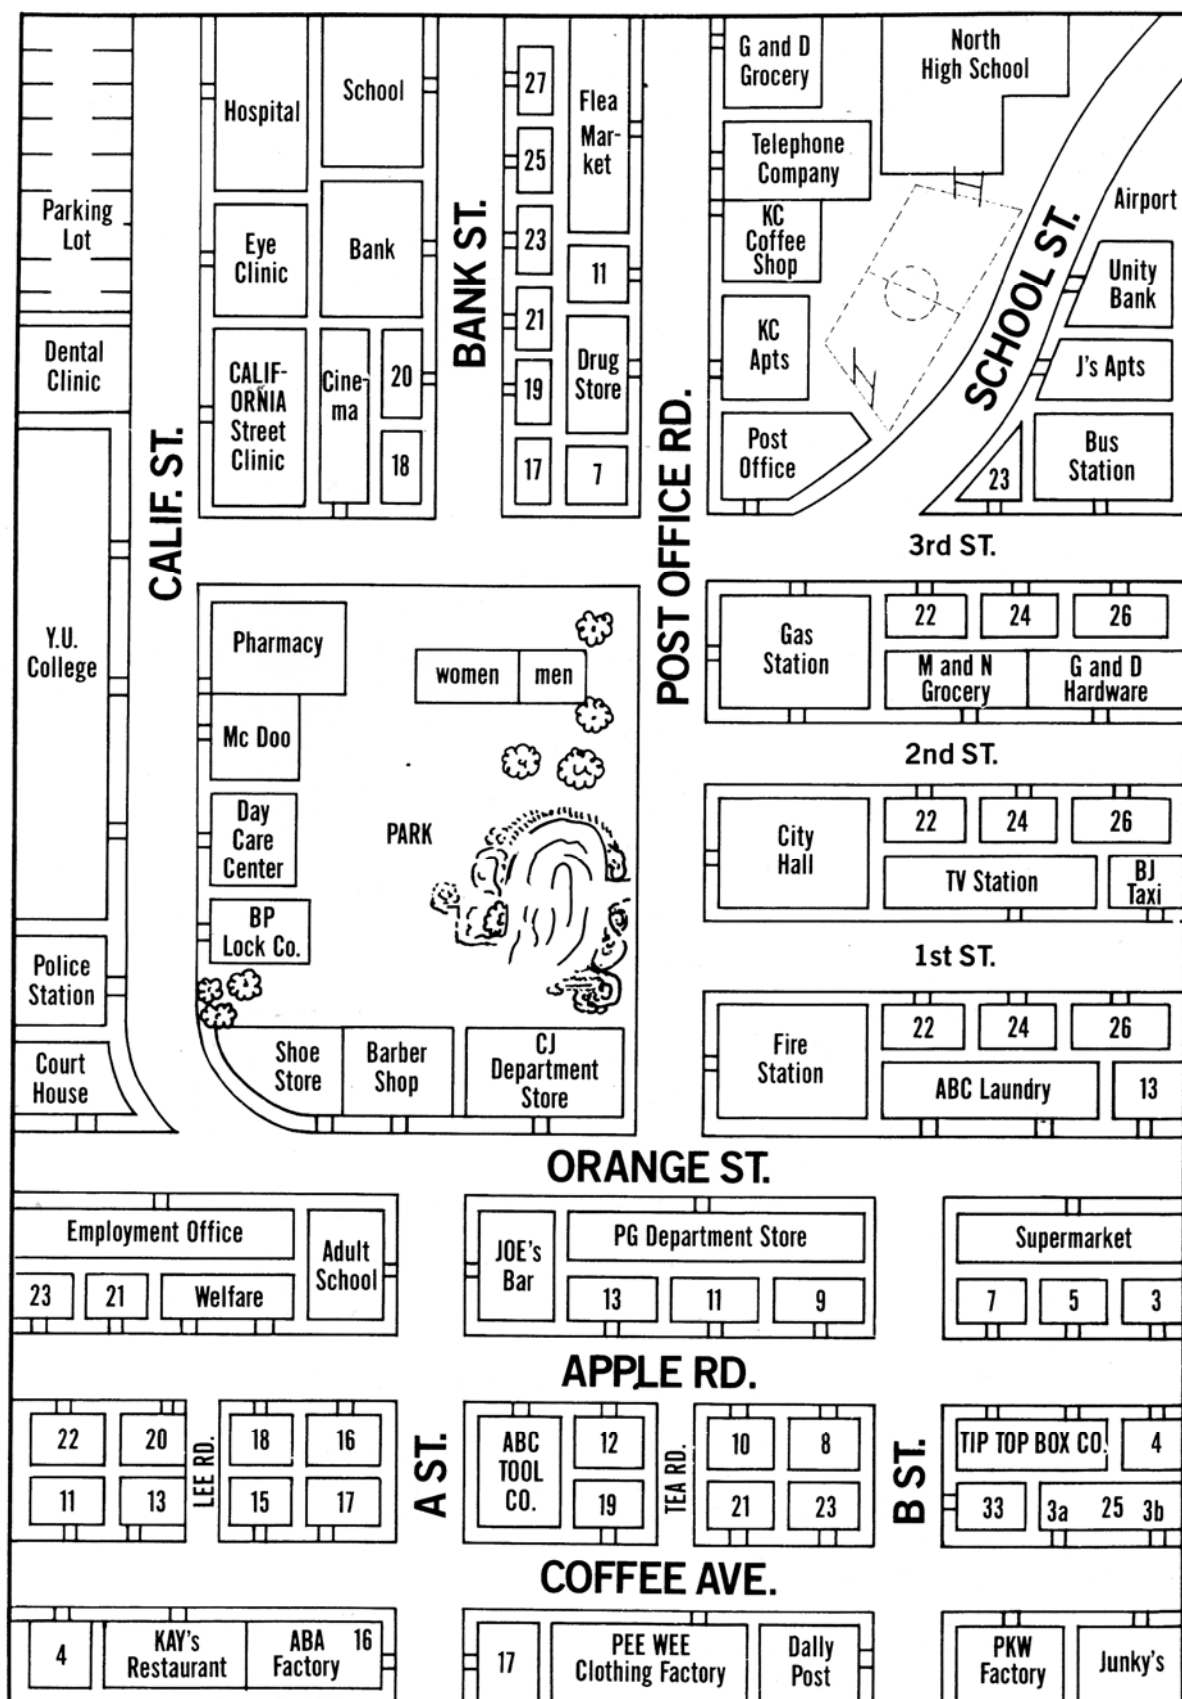 G and D
Grocery
North
High School
Hospital
School
27
Flea
Mar-
ket
25
Telephone
Company
Parking
Lot
Eye
Clinic
Bank
BANK ST.
23
11
KC
Coffee
Shop
SCHOOL ST.
Airport
Unity
Bank
Dental
Clinic
CALIF-
ORNIA
Street
Clinic
Cine-
ma
20
18
21
19
17
Drug
Store
7
KC
Apts
J's Apts
Post
Office
23
Bus
Station
CALIF. ST.
POST OFFICE RD.
3rd ST.
Y.U.
College
Pharmacy
women
men
Gas
Station
22
24
26
M and N
Grocery
G and D
Hardware
Mc Doo
2nd ST.
Day
Care
Center
PARK
City
Hall
22
24
26
TV Station
BJ
Taxi
BP
Lock Co.
1st ST.
Police
Station
Court
House
Shoe
Store
Barber
Shop
CJ
Department
Store
Fire
Station
22
24
26
ABC Laundry
13
ORANGE ST.
Employment Office
Adult
School
23
21
Welfare
JOE's
Bar
PG Department Store
13
11
9
Supermarket
7
5
3
APPLE RD.
22
20
11
13
LEE RD.
18
16
15
17
A ST.
ABC
TOOL
CO.
12
19
TEA RD.
10
8
21
23
B ST.
TIP TOP BOX CO.
4
33
3a
25
3b
COFFEE AVE.
4
KAY's
Restaurant
ABA
Factory
16
17
PEE WEE
Clothing Factory
Dally
Post
PKW
Factory
Junky's